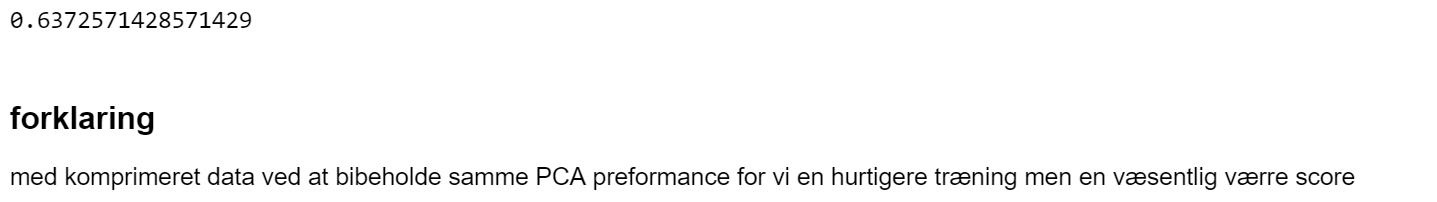 0.6372571428571429
forklaring
med komprimeret data ved at bibeholde samme PCA preformance for vi en hurtigere træning men en væsentlig værre score